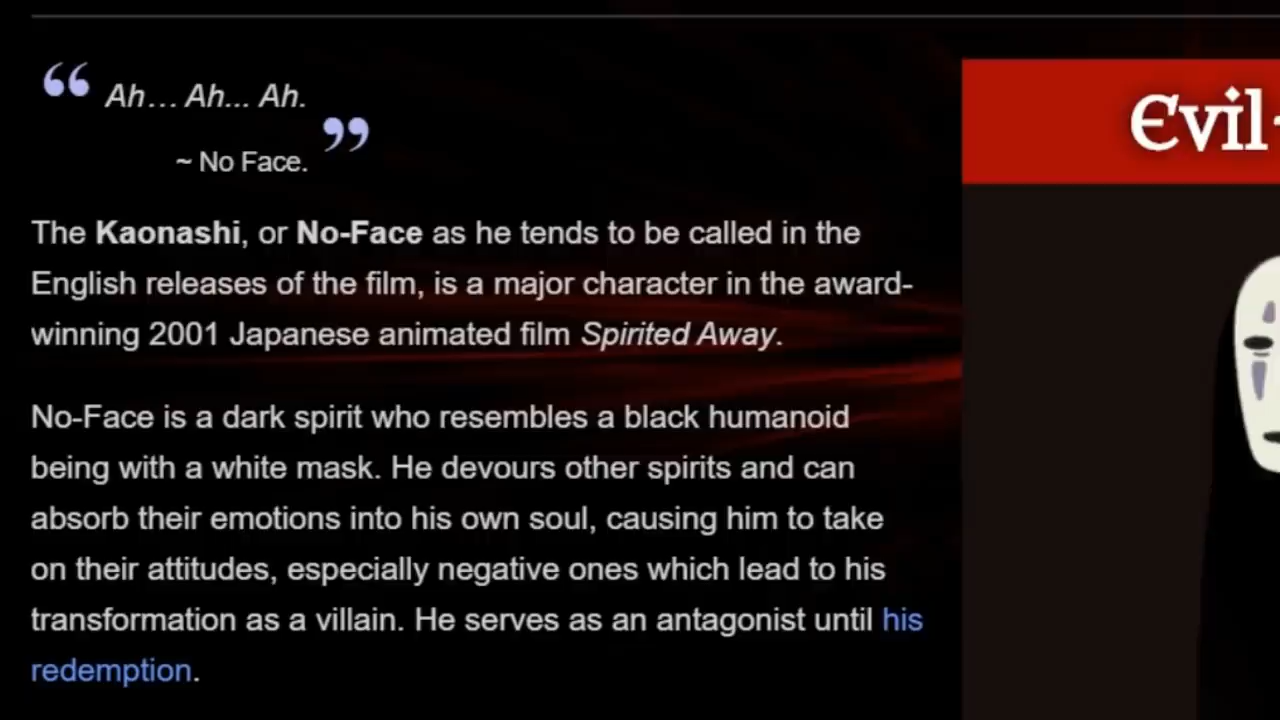 “ Ah… Ah... Ah. ”
~ No Face.
Evil-
The Kaonashi, or No-Face as he tends to be called in the
English releases of the film, is a major character in the award-
winning 2001 Japanese animated film Spirited Away.
No-Face is a dark spirit who resembles a black humanoid
being with a white mask. He devours other spirits and can
absorb their emotions into his own soul, causing him to take
on their attitudes, especially negative ones which lead to his
transformation as a villain. He serves as an antagonist until his
redemption.